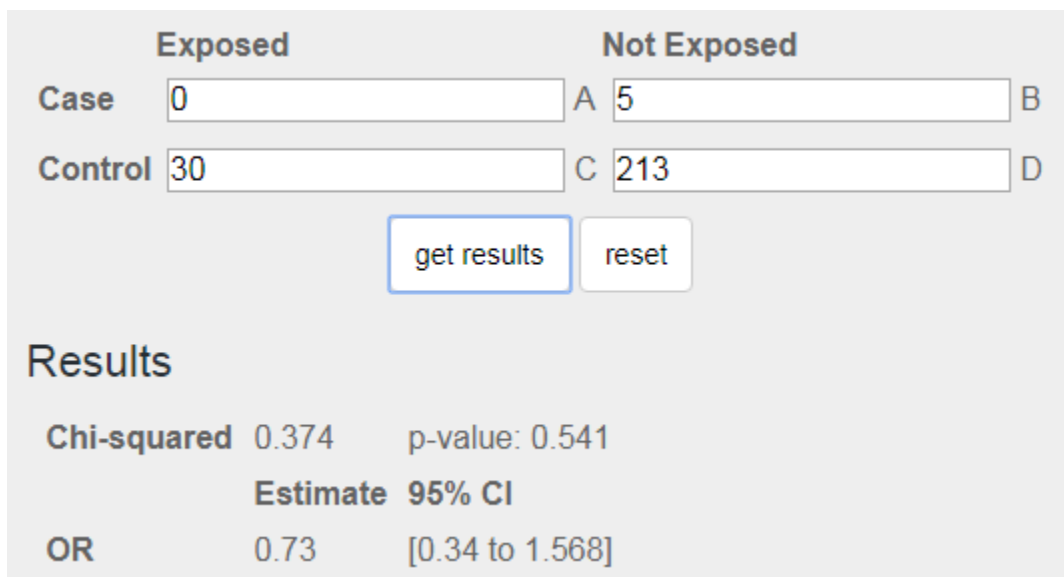 Exposed Not Exposed
Case 0 A 5 B
Control 30 C 213 D
get results reset
Results
Chi-squared 0.374 p-value: 0.541
Estimate 95% CI
OR 0.73 [0.34 to 1.568]